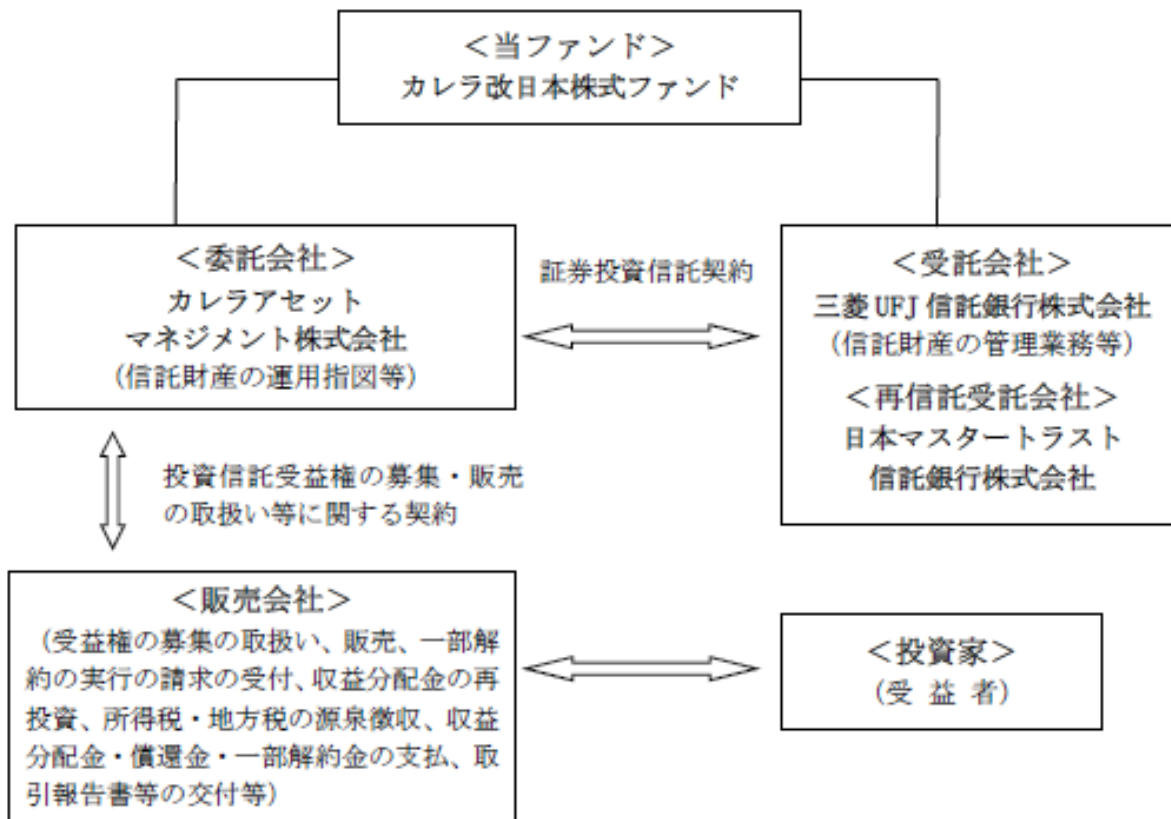 ＜当ファンド＞
カレラ改日本株式ファンド
＜委託会社＞
カレラアセット
マネジメント株式会社
（信託財産の運用指図等）
証券投資信託契約
＜受託会社＞
三菱 UFJ 信託銀行株式会社
（信託財産の管理業務等）
＜再信託受託会社＞
日本マスタートラスト
信託銀行株式会社
投資信託受益権の募集・販売
の取扱い等に関する契約
＜販売会社＞
（受益権の募集の取扱い、販売、一部解
約の実行の請求の受付、収益分配金の再
投資、所得税・地方税の源泉徴収、収益
分配金・償還金・一部解約金の支払、取
引報告書等の交付等）
＜投資家＞
（受 益 者）